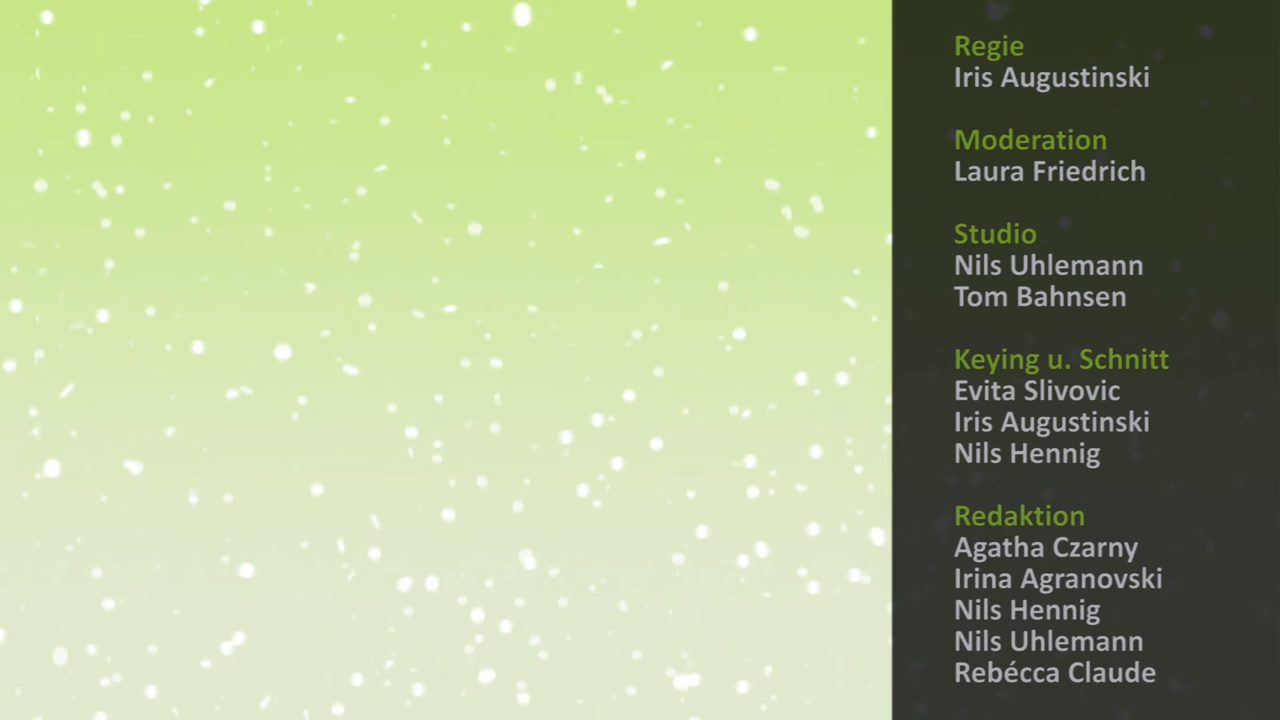 Regie
Iris Augustinski
Moderation
Laura Friedrich
Studio
Nils Uhlemann
Tom Bahnsen
Keying u. Schnitt
Evita Slivovic
Iris Augustinski
Nils Hennig
Redaktion
Agatha Czarny
Irina Agranovski
Nils Hennig
Nils Uhlemann
Rebécca Claude